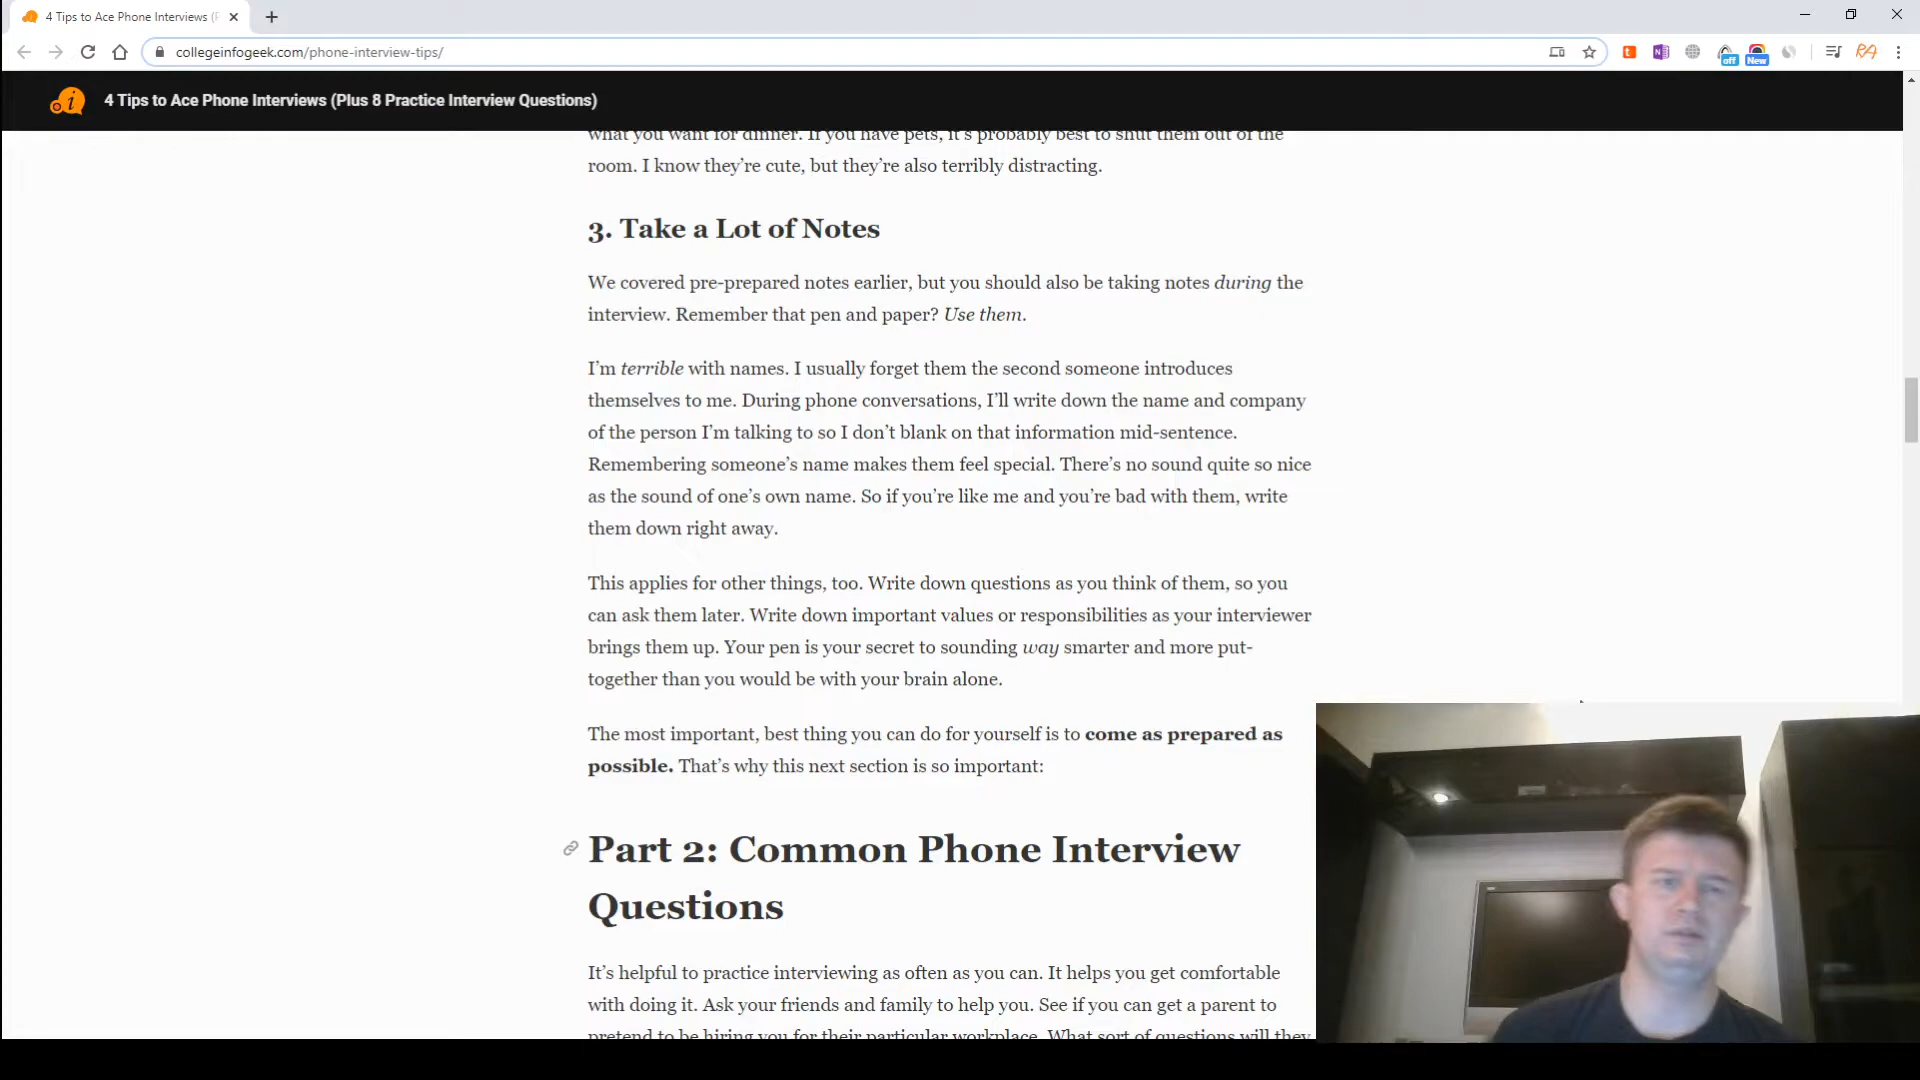 4 Tips to Ace Phone Interviews (P
collegeinfogeek.com/phone-interview-tips/
off
New
4 Tips to Ace Phone Interviews (Plus 8 Practice Interview Questions)
what you want for dinner. If you have pets, it's probably best to shut them out of the
room. I know they're cute, but they're also terribly distracting.
3. Take a Lot of Notes
We covered pre-prepared notes earlier, but you should also be taking notes during the
interview. Remember that pen and paper? Use them.
I'm terrible with names. I usually forget them the second someone introduces
themselves to me. During phone conversations, I'll write down the name and company
of the person I'm talking to so I don't blank on that information mid-sentence.
Remembering someone's name makes them feel special. There's no sound quite so nice
as the sound of one's own name. So if you're like me and you're bad with them, write
them down right away.
This applies for other things, too. Write down questions as you think of them, so you
can ask them later. Write down important values or responsibilities as your interviewer
brings them up. Your pen is your secret to sounding way smarter and more put-
together than you would be with your brain alone.
The most important, best thing you can do for yourself is to come as prepared as
possible. That's why this next section is so important:
Part 2: Common Phone Interview
Questions
It's helpful to practice interviewing as often as you can. It helps you get comfortable
with doing it. Ask your friends and family to help you. See if you can get a parent to
pretend to be hiring you for their particular workplace. What sort of questions will they